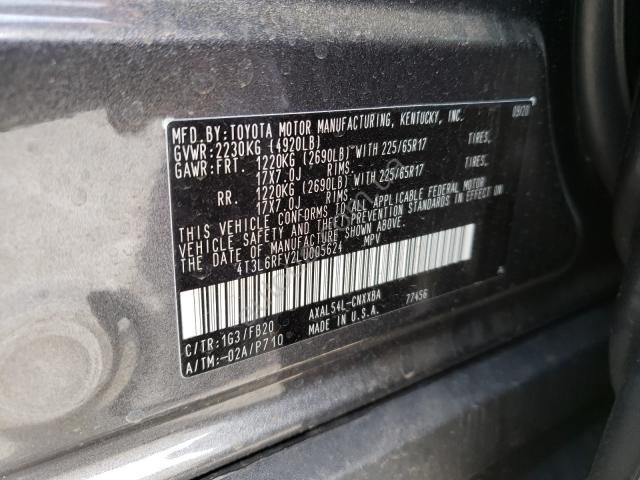 MFD.BY:TOYOTA MOTOR MANUFACTURING, KENTUCKY, INC. 09/20
GVWR:2230KG (4920LB)
GAWR:FRT. 1220KG (2690LB) WITH 225/65R17 TIRES,
17X7.0J RIMS
RR. 1220KG (2690LB) WITH 225/65R17 TIRES,
17X7.0J RIMS
THIS VEHICLE CONFORMS TO ALL APPLICABLE FEDERAL MOTOR
VEHICLE SAFETY AND THEFT PREVENTION STANDARDS IN EFFECT ON
THE DATE OF MANUFACTURE SHOWN ABOVE.
4T3L6RFV2L0005624 MPV
C/TR:1G3/FB20 AXAL54L-CNXXBA 77456
A/TM:-02A/P710 MADE IN U.S.A.